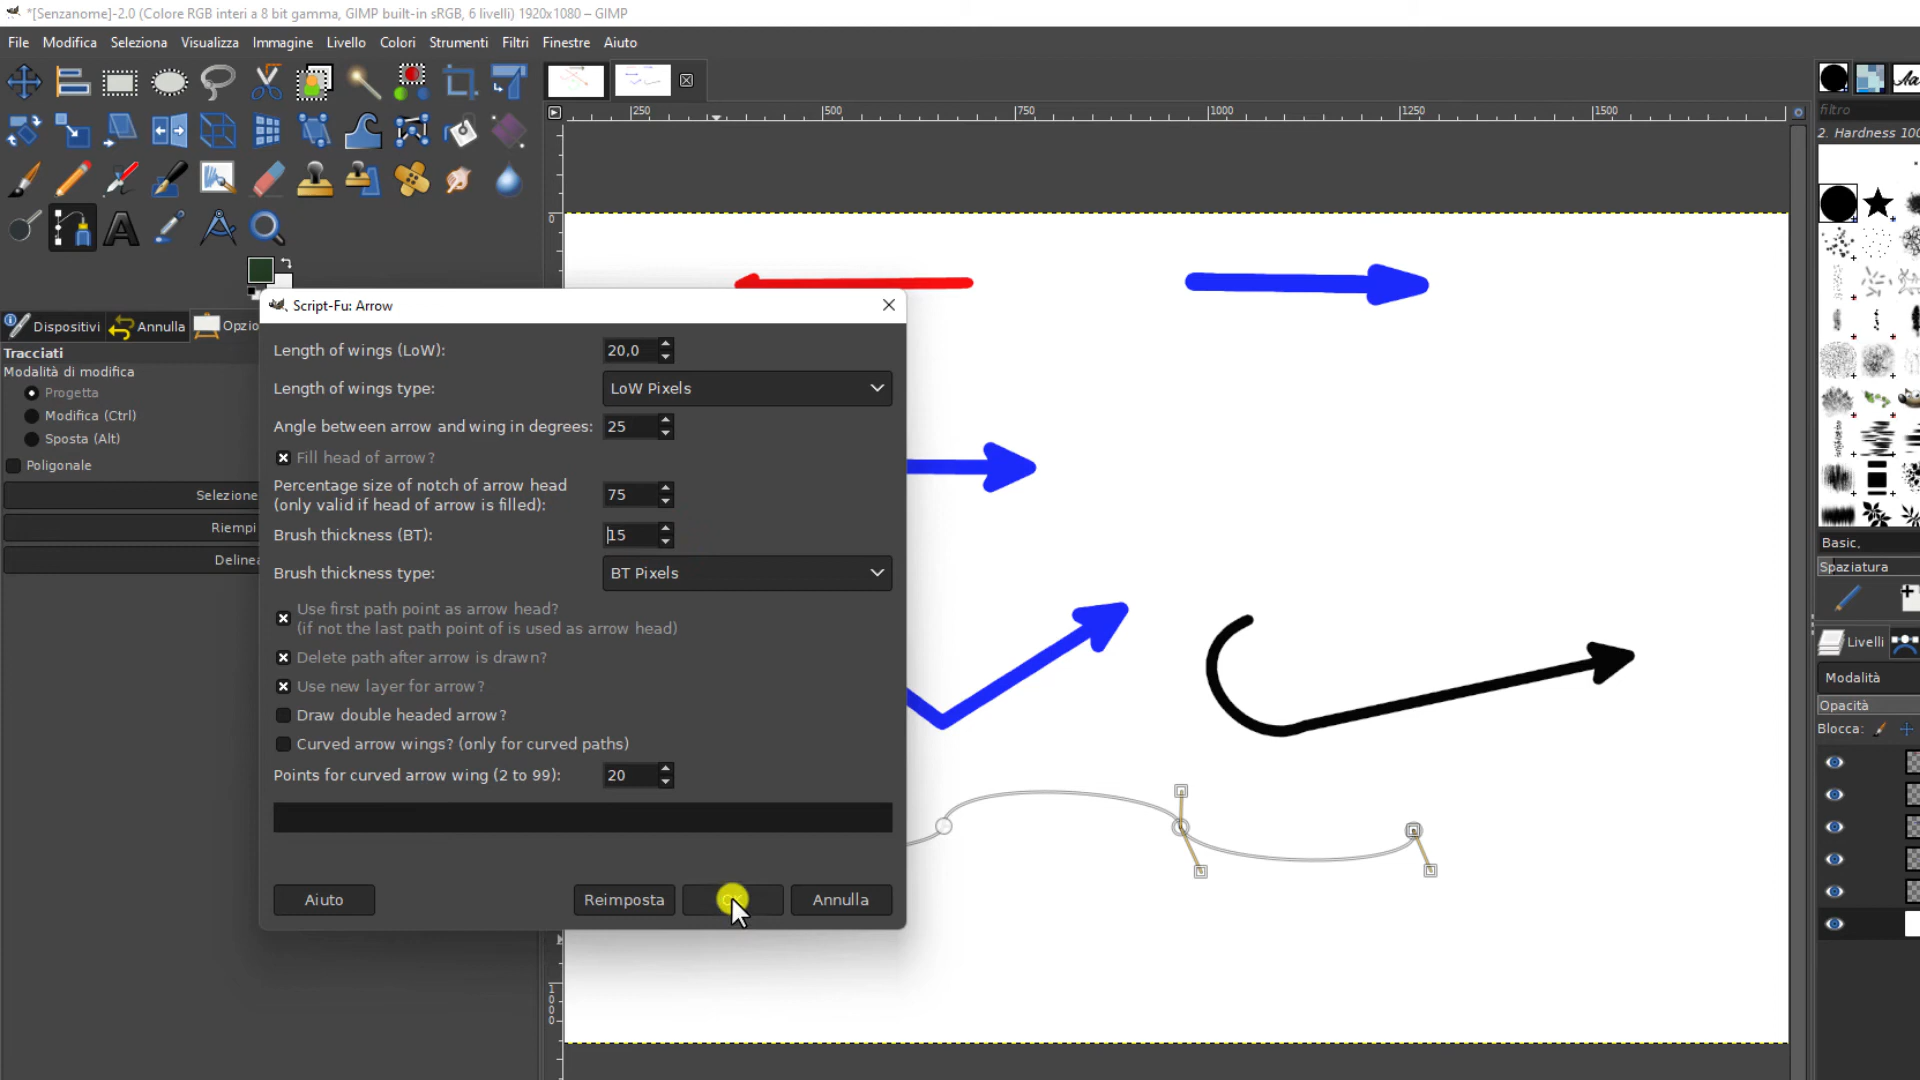 *[Senzanome]-2.0 (Colore RGB interi a 8 bit gamma, GIMP built-in sRGB, 6 livelli) 1920x1080 – GIMP
File Modifica Seleziona Visualizza Immagine Livello Colori Strumenti Filtri Finestre Aiuto
250 500 750 1000 1250 1500
filtro
2. Hardness 100
0
Dispositivi Annulla Opzio
Script-Fu: Arrow
Tracciati
Modalità di modifica
Progetta
Modifica (Ctrl)
Sposta (Alt)
Poligonale
Selezione
Riempi
Delinea
Length of wings (LoW): 20,0
Length of wings type: LoW Pixels
Angle between arrow and wing in degrees: 25
Fill head of arrow?
Percentage size of notch of arrow head
(only valid if head of arrow is filled): 75
Brush thickness (BT): 15
Brush thickness type: BT Pixels
Use first path point as arrow head?
(if not the last path point of is used as arrow head)
Delete path after arrow is drawn?
Use new layer for arrow?
Draw double headed arrow?
Curved arrow wings? (only for curved paths)
Points for curved arrow wing (2 to 99): 20
Aiuto Reimposta Annulla
1000
Basic,
Spaziatura
Livelli
Modalità
Opacità
Blocca: